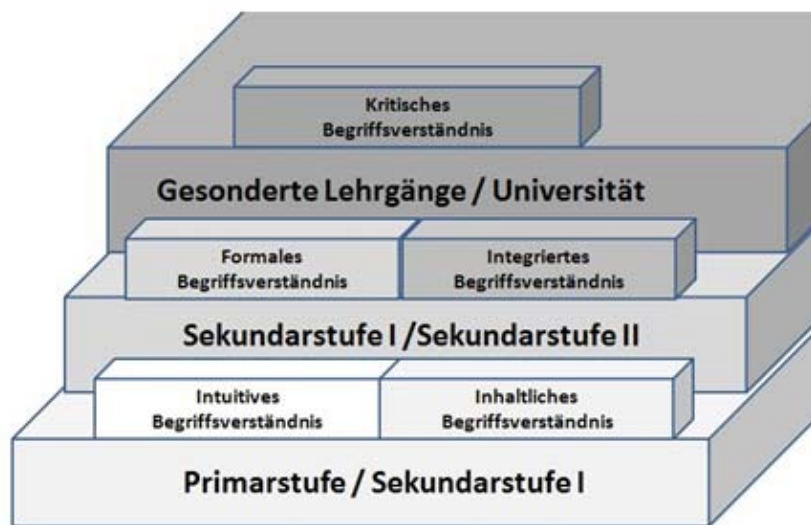 Kritisches
Begriffsverständnis
Gesonderte Lehrgänge / Universität
Formales
Begriffsverständnis
Integriertes
Begriffsverständnis
Sekundarstufe I /Sekundarstufe II
Intuitives
Begriffsverständnis
Inhaltliches
Begriffsverständnis
Primarstufe / Sekundarstufe I